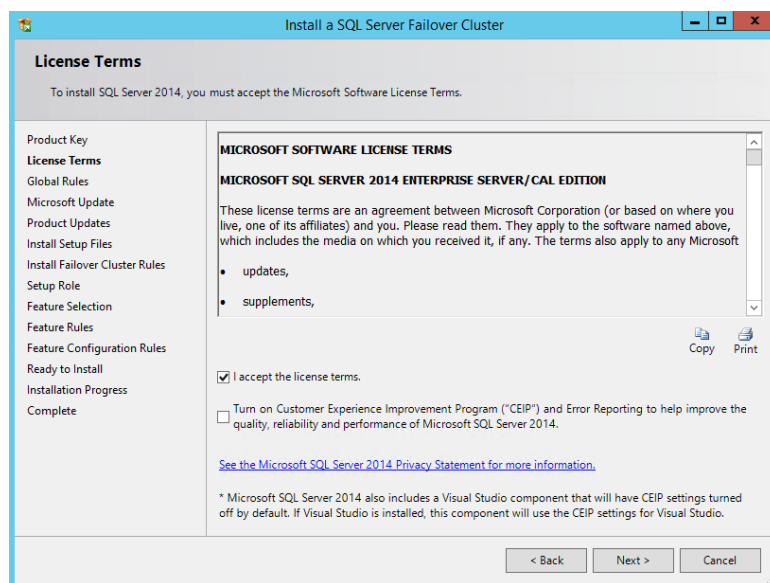 Install a SQL Server Failover Cluster
License Terms
To install SQL Server 2014, you must accept the Microsoft Software License Terms.
Product Key
License Terms
Global Rules
Microsoft Update
Product Updates
Install Setup Files
Install Failover Cluster Rules
Setup Role
Feature Selection
Feature Rules
Feature Configuration Rules
Ready to Install
Installation Progress
Complete
MICROSOFT SOFTWARE LICENSE TERMS
MICROSOFT SQL SERVER 2014 ENTERPRISE SERVER/CAL EDITION
These license terms are an agreement between Microsoft Corporation (or based on where you
live, one of its affiliates) and you. Please read them. They apply to the software named above,
which includes the media on which you received it, if any. The terms also apply to any Microsoft
• updates,
• supplements,
Copy Print
I accept the license terms.
Turn on Customer Experience Improvement Program ("CEIP") and Error Reporting to help improve the
quality, reliability and performance of Microsoft SQL Server 2014.
See the Microsoft SQL Server 2014 Privacy Statement for more information.
* Microsoft SQL Server 2014 also includes a Visual Studio component that will have CEIP settings turned
off by default. If Visual Studio is installed, this component will use the CEIP settings for Visual Studio.
< Back Next > Cancel